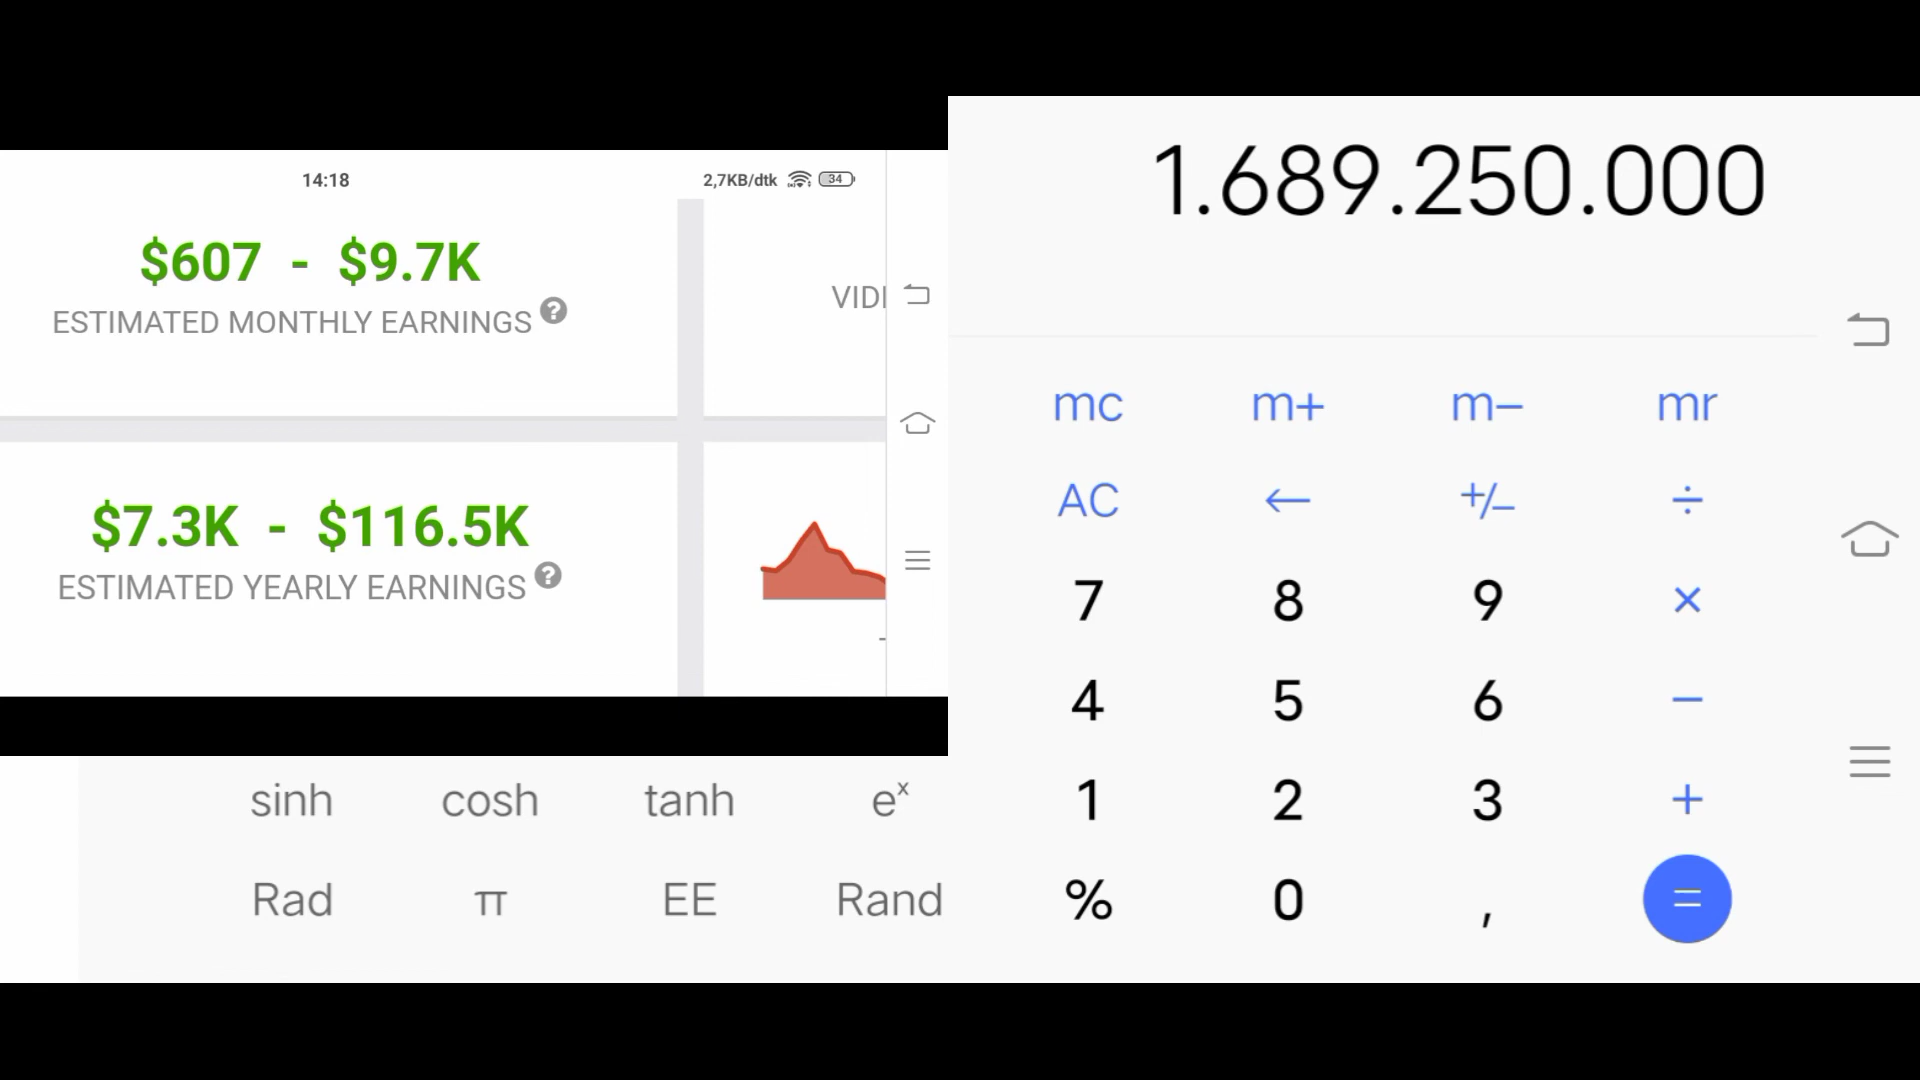 14:18
2,7KB/dtk
34
$607 - $9.7K
ESTIMATED MONTHLY EARNINGS ?
VID
$7.3K - $116.5K
ESTIMATED YEARLY EARNINGS ?
1.689.250.000
mc m+ m– mr
AC ← +/– ÷
7 8 9 ×
4 5 6 –
sinh cosh tanh eˣ 1 2 3 +
Rad π EE Rand % 0 , =